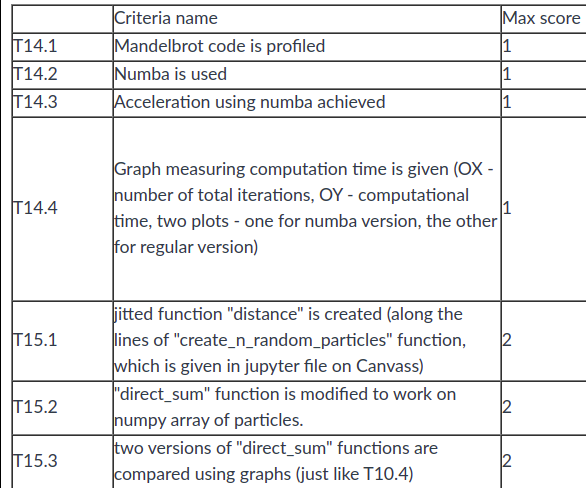 Criteria name Max score
T14.1 Mandelbrot code is profiled 1
T14.2 Numba is used 1
T14.3 Acceleration using numba achieved 1
Graph measuring computation time is given (OX -
number of total iterations, OY - computational
T14.4 time, two plots - one for numba version, the other 1
for regular version)
jitted function "distance" is created (along the
T15.1 lines of "create_n_random_particles" function, 2
which is given in jupyter file on Canvass)
T15.2 "direct_sum" function is modified to work on 2
numpy array of particles.
T15.3 two versions of "direct_sum" functions are 2
compared using graphs (just like T10.4)